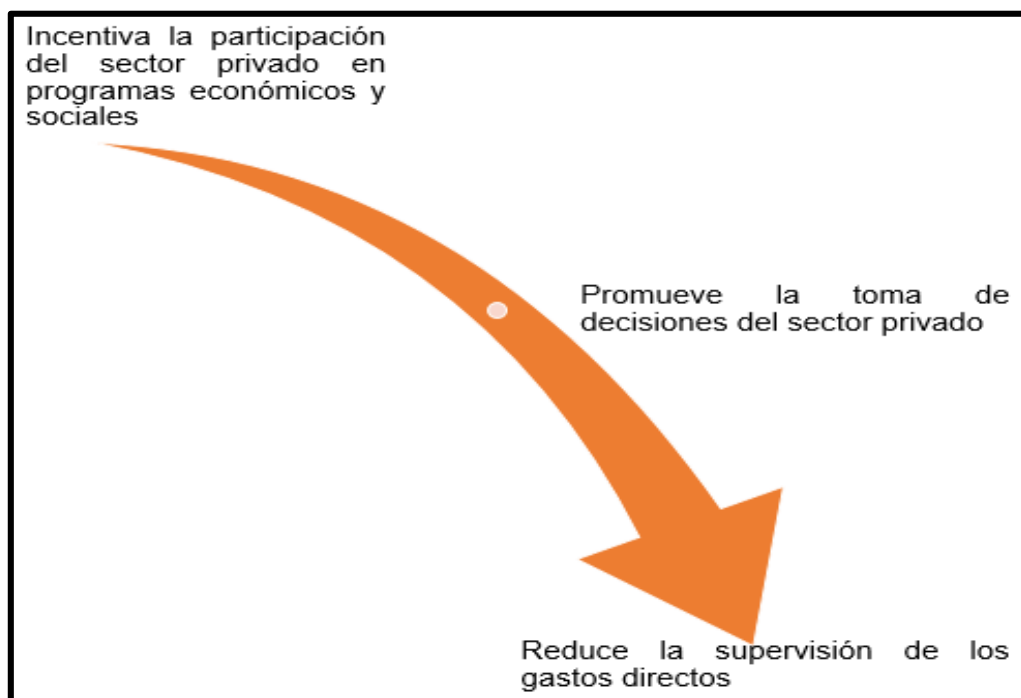 Incentiva la participación
del sector privado en
programas económicos y
sociales
Promueve la toma de
decisiones del sector privado
Reduce la supervisión de los
gastos directos